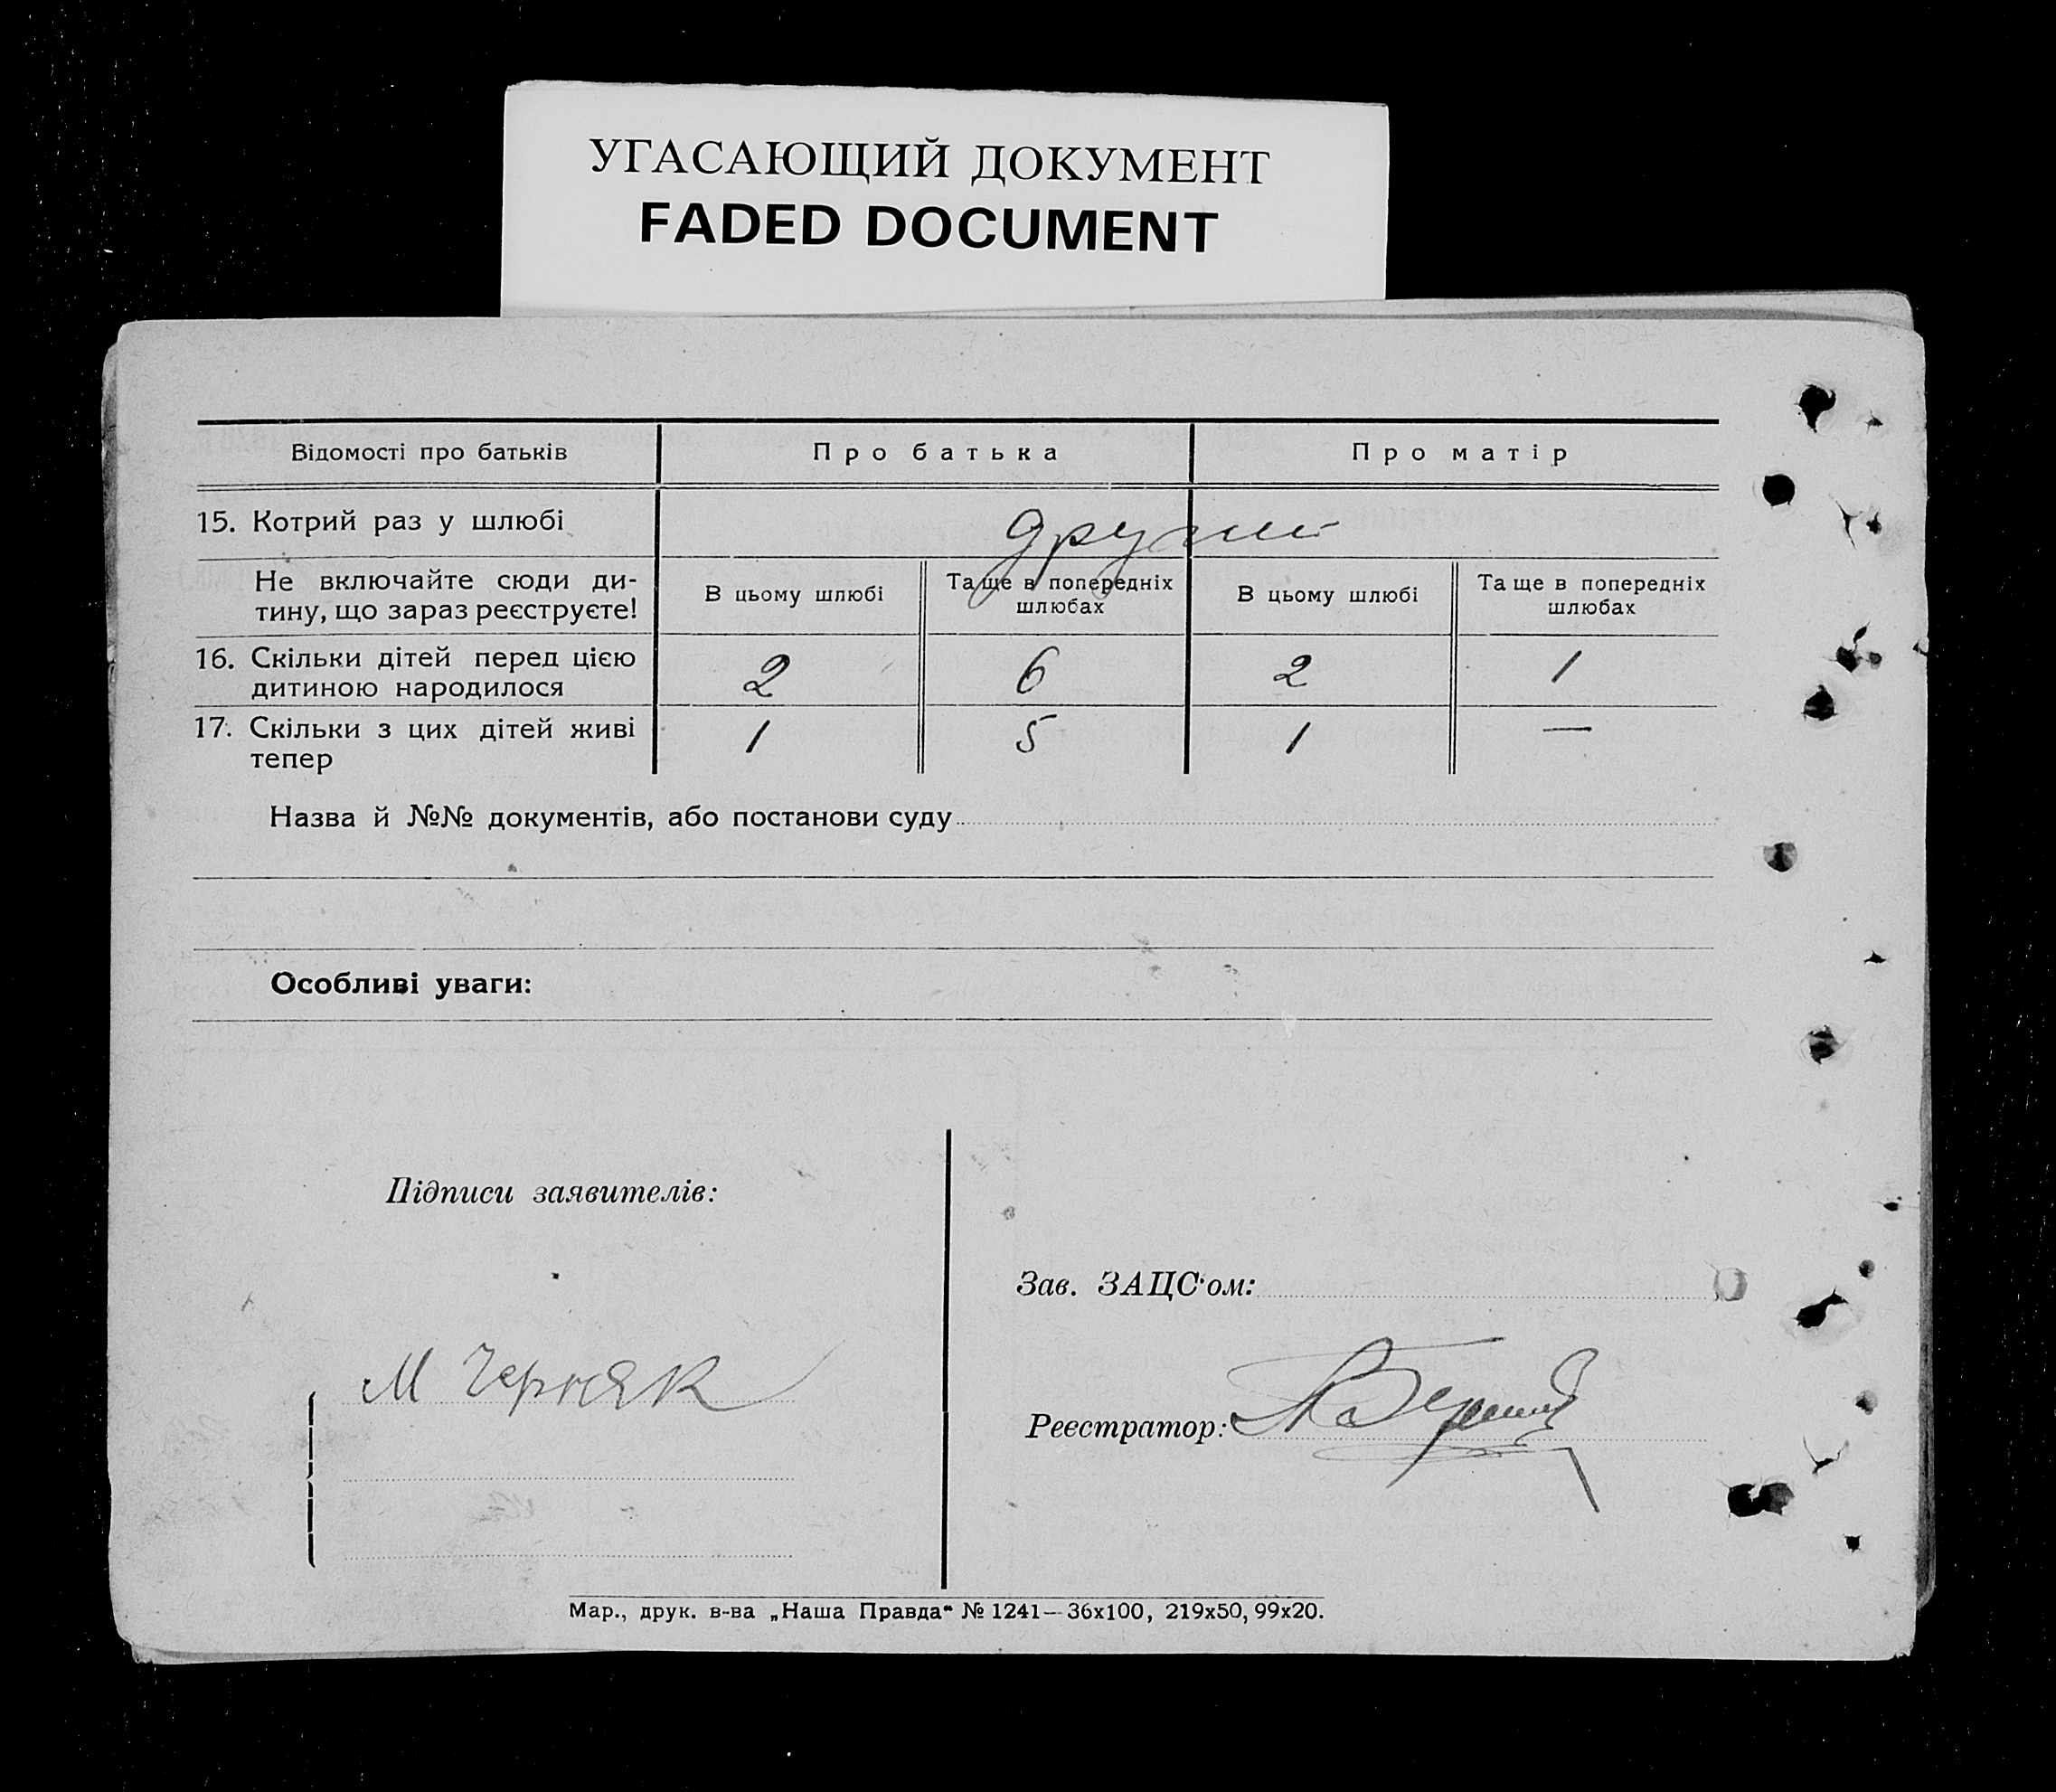 УГАСАЮЩИЙ ДОКУМЕНТ
FADED DOCUMENT
Відомості про батьків Про батька Про матір
15. Котрий раз у шлюбі другий
Не включайте сюди ди-
тину, що зараз реєструєте!
В цьому шлюбі
Та ще в попередніх
шлюбах
В цьому шлюбі
Та ще в попередніх
шлюбах
16. Скільки дітей перед цією
дитиною народилося
2 6 2 1
17. Скільки з цих дітей живі
тепер
1 5 1 —
Назва й №№ документів, або постанови суду
Особливі уваги:
Підписи заявителів:
Зав. ЗАЦС'ом:
М Черняк
Реєстратор:
Мар., друк. в-ва „Наша Правда“ № 1241—36х100, 219х50, 99х20.